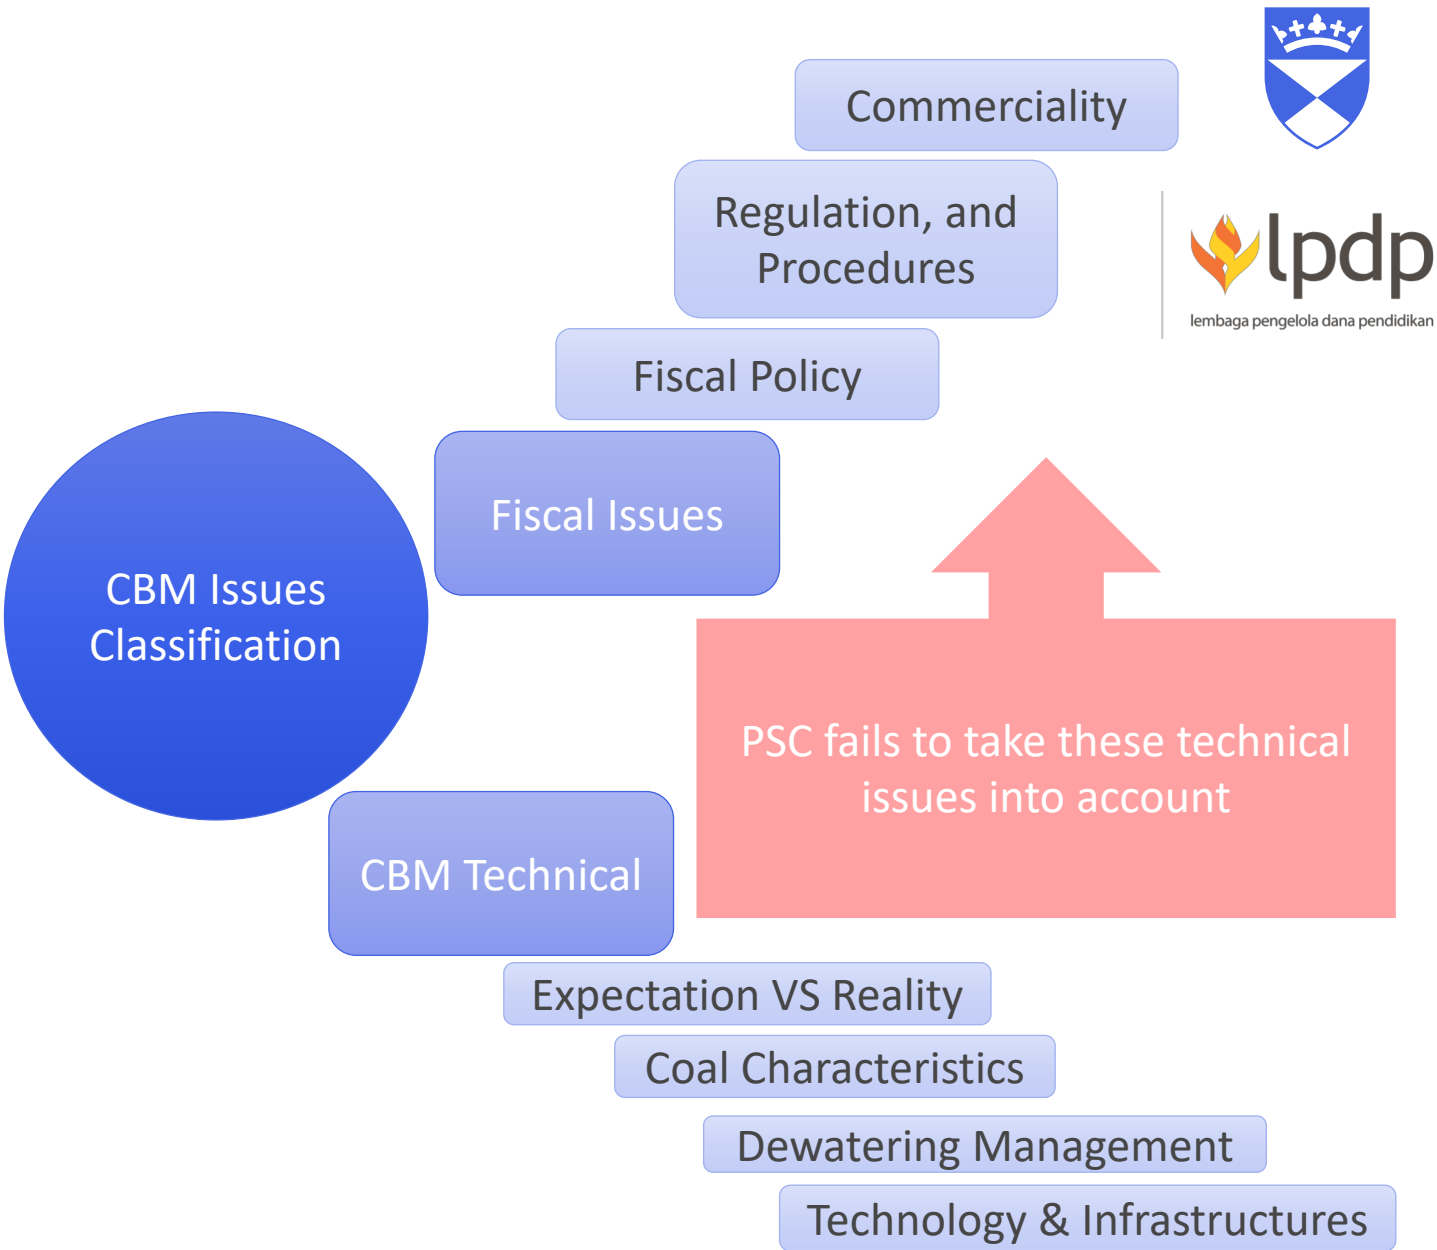 Commerciality
Regulation, and
Procedures
lpdp
lembaga pengelola dana pendidikan
Fiscal Policy
Fiscal Issues
CBM Issues
Classification
PSC fails to take these technical
issues into account
CBM Technical
Expectation VS Reality
Coal Characteristics
Dewatering Management
Technology & Infrastructures